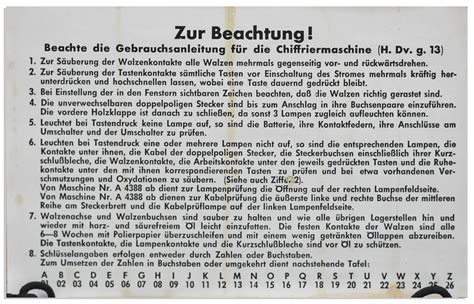 Zur Beachtung!
Beachte die Gebrauchsanleitung für die Chiffriermaschine (H. Dv. g. 13)
1. Zur Säuberung der Walzenkontakte alle Walzen mehrmals gegenseitig vor- und rückwärtsdrehen.
2. Zur Säuberung der Tastenkontakte sämtliche Tasten vor Einschaltung des Stromes mehrmals kräftig her-
unterdrücken und hochschnellen lassen, wobei eine Taste dauernd gedrückt bleibt.
3. Bei Einstellung der in den Fenstern sichtbaren Zeichen beachten, daß die Walzen richtig gerastet sind.
4. Die unverwechselbaren doppelpoligen Stecker sind bis zum Anschlag in ihre Buchsenpaare einzuführen.
Die vordere Holzklappe ist danach zu schließen, da sonst 3 Lampen zugleich aufleuchten können.
5. Leuchtet bei Tastendruck keine Lampe auf, so sind die Batterie, ihre Kontaktfedern, ihre Anschlüsse am
Umschalter und der Umschalter zu prüfen.
6. Leuchten bei Tastendruck eine oder mehrere Lampen nicht auf, so sind die entsprechenden Lampen, die
Kontakte unter ihnen, die Kabel der doppelpoligen Stecker, die Steckerbuchsen einschließlich ihrer Kurz-
schlußbleche, die Walzenkontakte, die Arbeitskontakte unter den jeweils gedrückten Tasten und die Ruhe-
kontakte unter den mit ihnen korrespondierenden Tasten zu prüfen und bei etwa vorhandenen Ver-
schmutzungen und Oxydationen zu säubern. (Siehe auch Ziffer 2).
Von Maschine Nr. A 4388 ab dient zur Lampenprüfung die Öffnung auf der rechten Lampenfeldseite.
Von Maschine Nr. A 4388 ab dienen zur Kabelprüfung die äußerste linke und rechte Buchse der mittleren
Reihe am Steckerbrett und die Kabelprüflampe auf der linken Lampenfeldseite.
7. Walzenachse und Walzenbuchsen sind sauber zu halten und wie alle übrigen Lagerstellen hin und
wieder mit harz- und säurefreiem Öl leicht einzufetten. Die festen Kontakte der Walzen sind alle
6—8 Wochen mit Polierpapier überzuschleifen und mit einem wenig getränkten Öllappen abzureiben.
Die Tastenkontakte, die Lampenkontakte und die Kurzschlußbleche sind vor Öl zu schützen.
8. Schlüsselangaben erfolgen entweder durch Zahlen oder Buchstaben.
Zum Umsetzen der Zahlen in Buchstaben oder umgekehrt dient nachstehende Tafel:
A B C D E F G H I J K L M N O P Q R S T U V W X Y Z
01 02 03 04 05 06 07 08 09 10 11 12 13 14 15 16 17 18 19 20 21 22 23 24 25 26